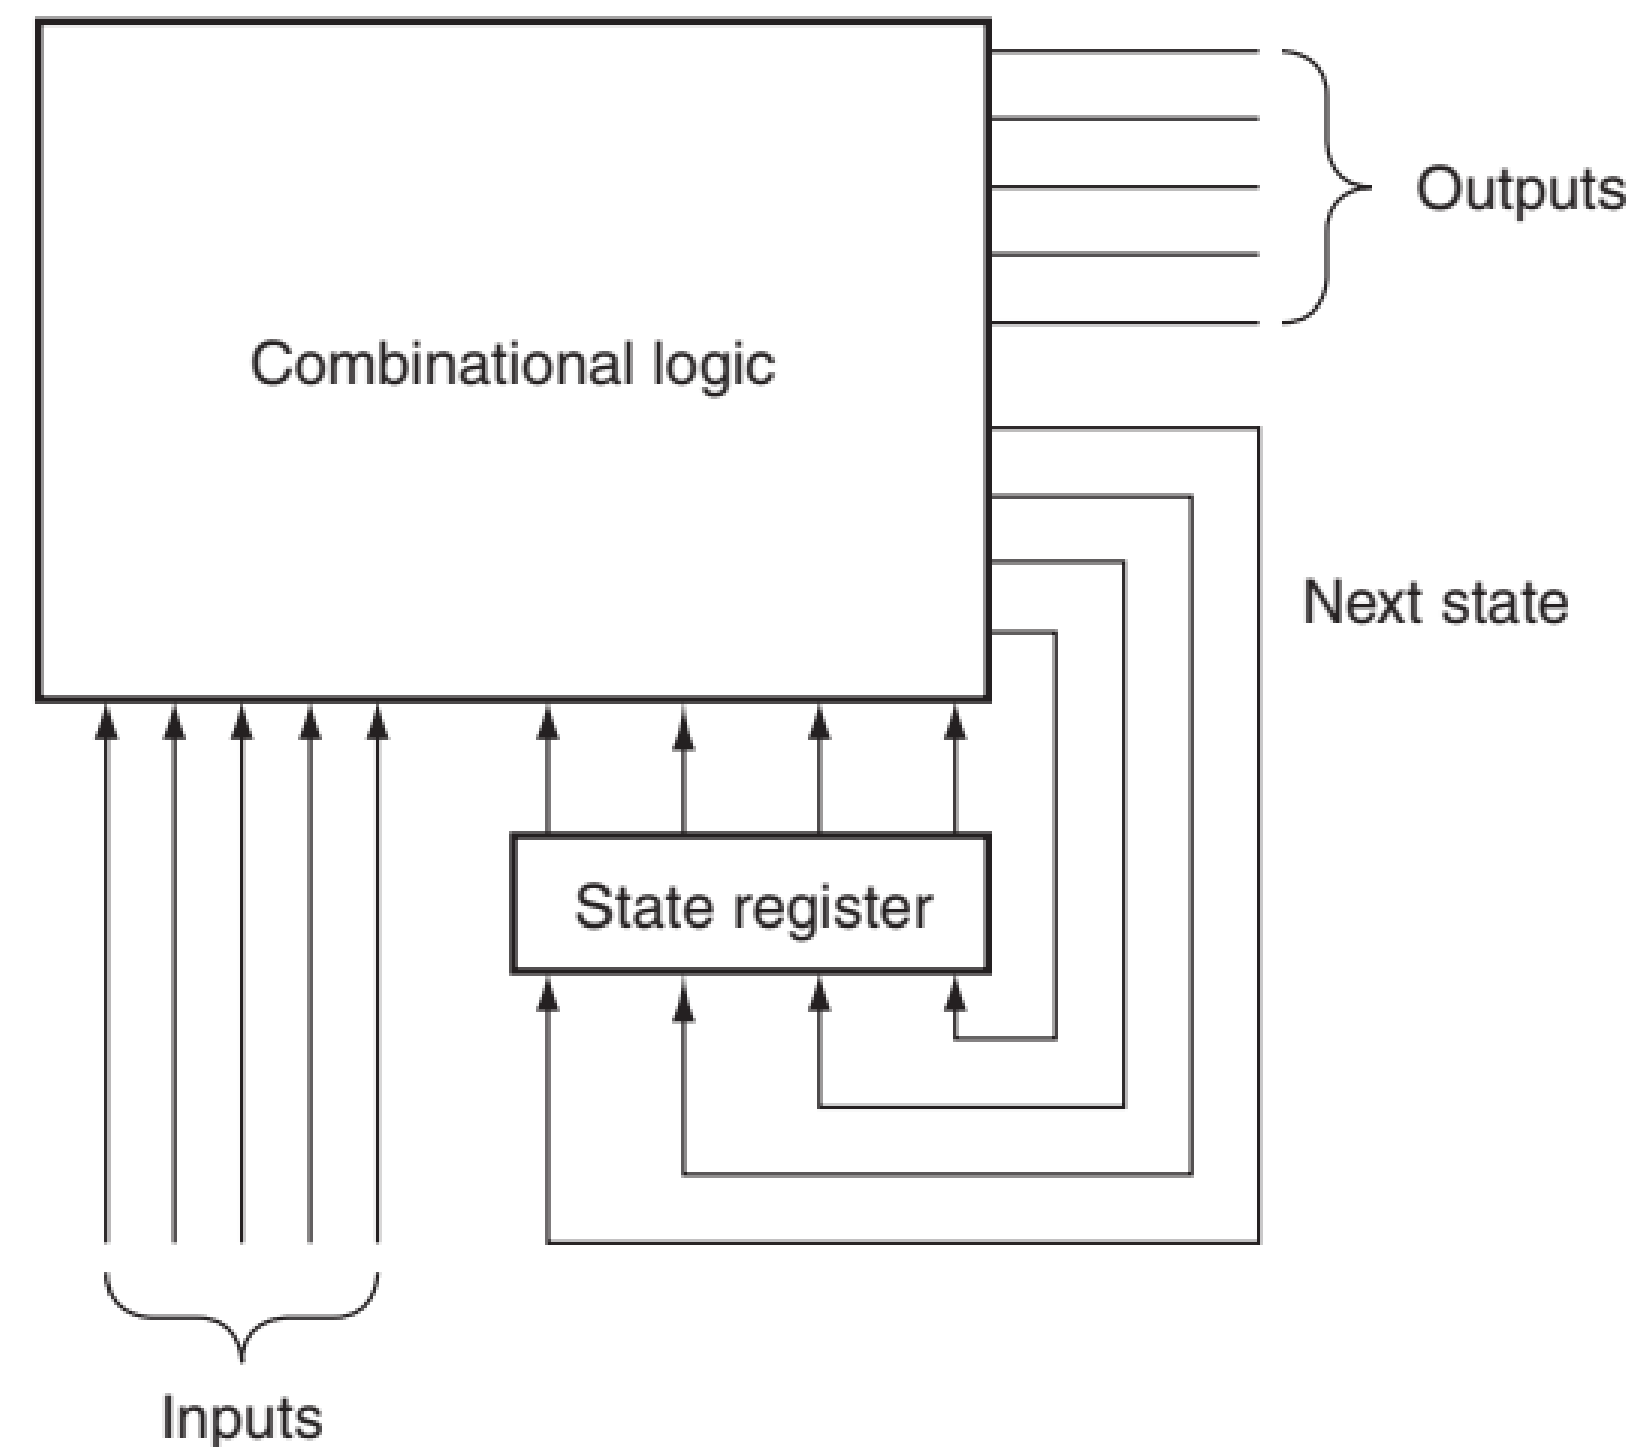 Outputs
Combinational logic
Next state
State register
Inputs